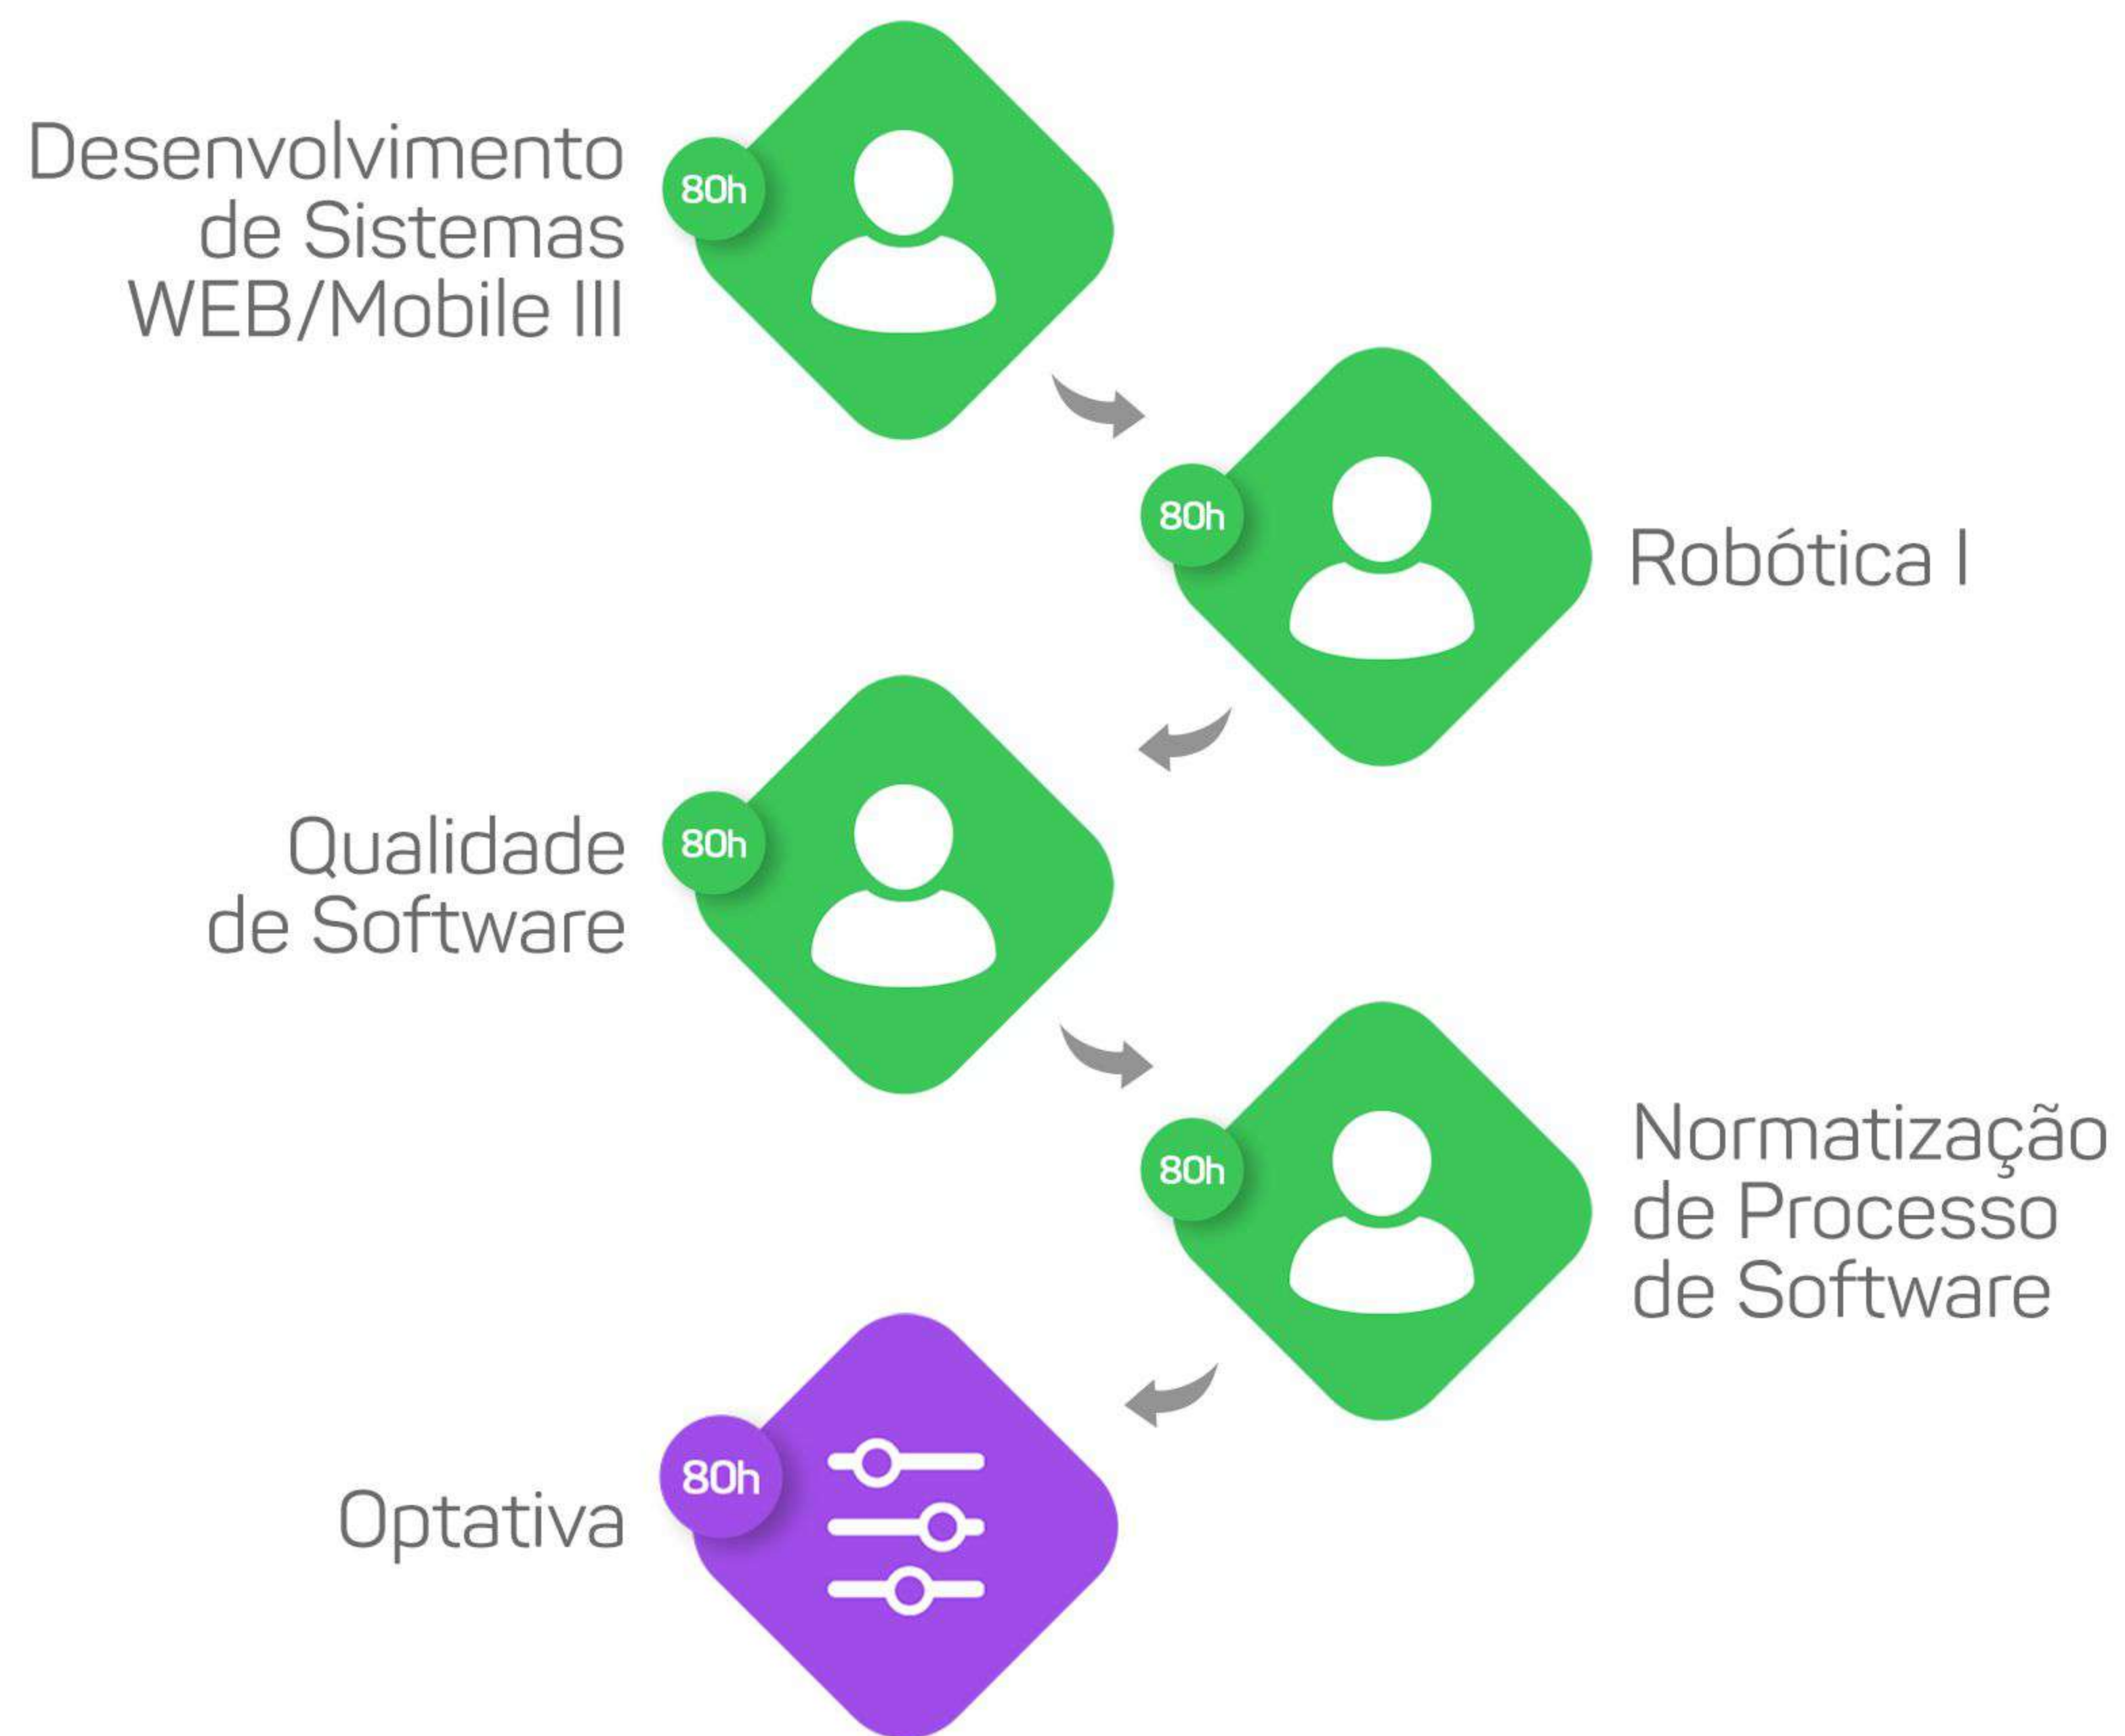 Desenvolvimento
de Sistemas
WEB/Mobile III
80h
80h
Robótica I
Qualidade
de Software
80h
80h
Normatização
de Processo
de Software
Optativa
80h